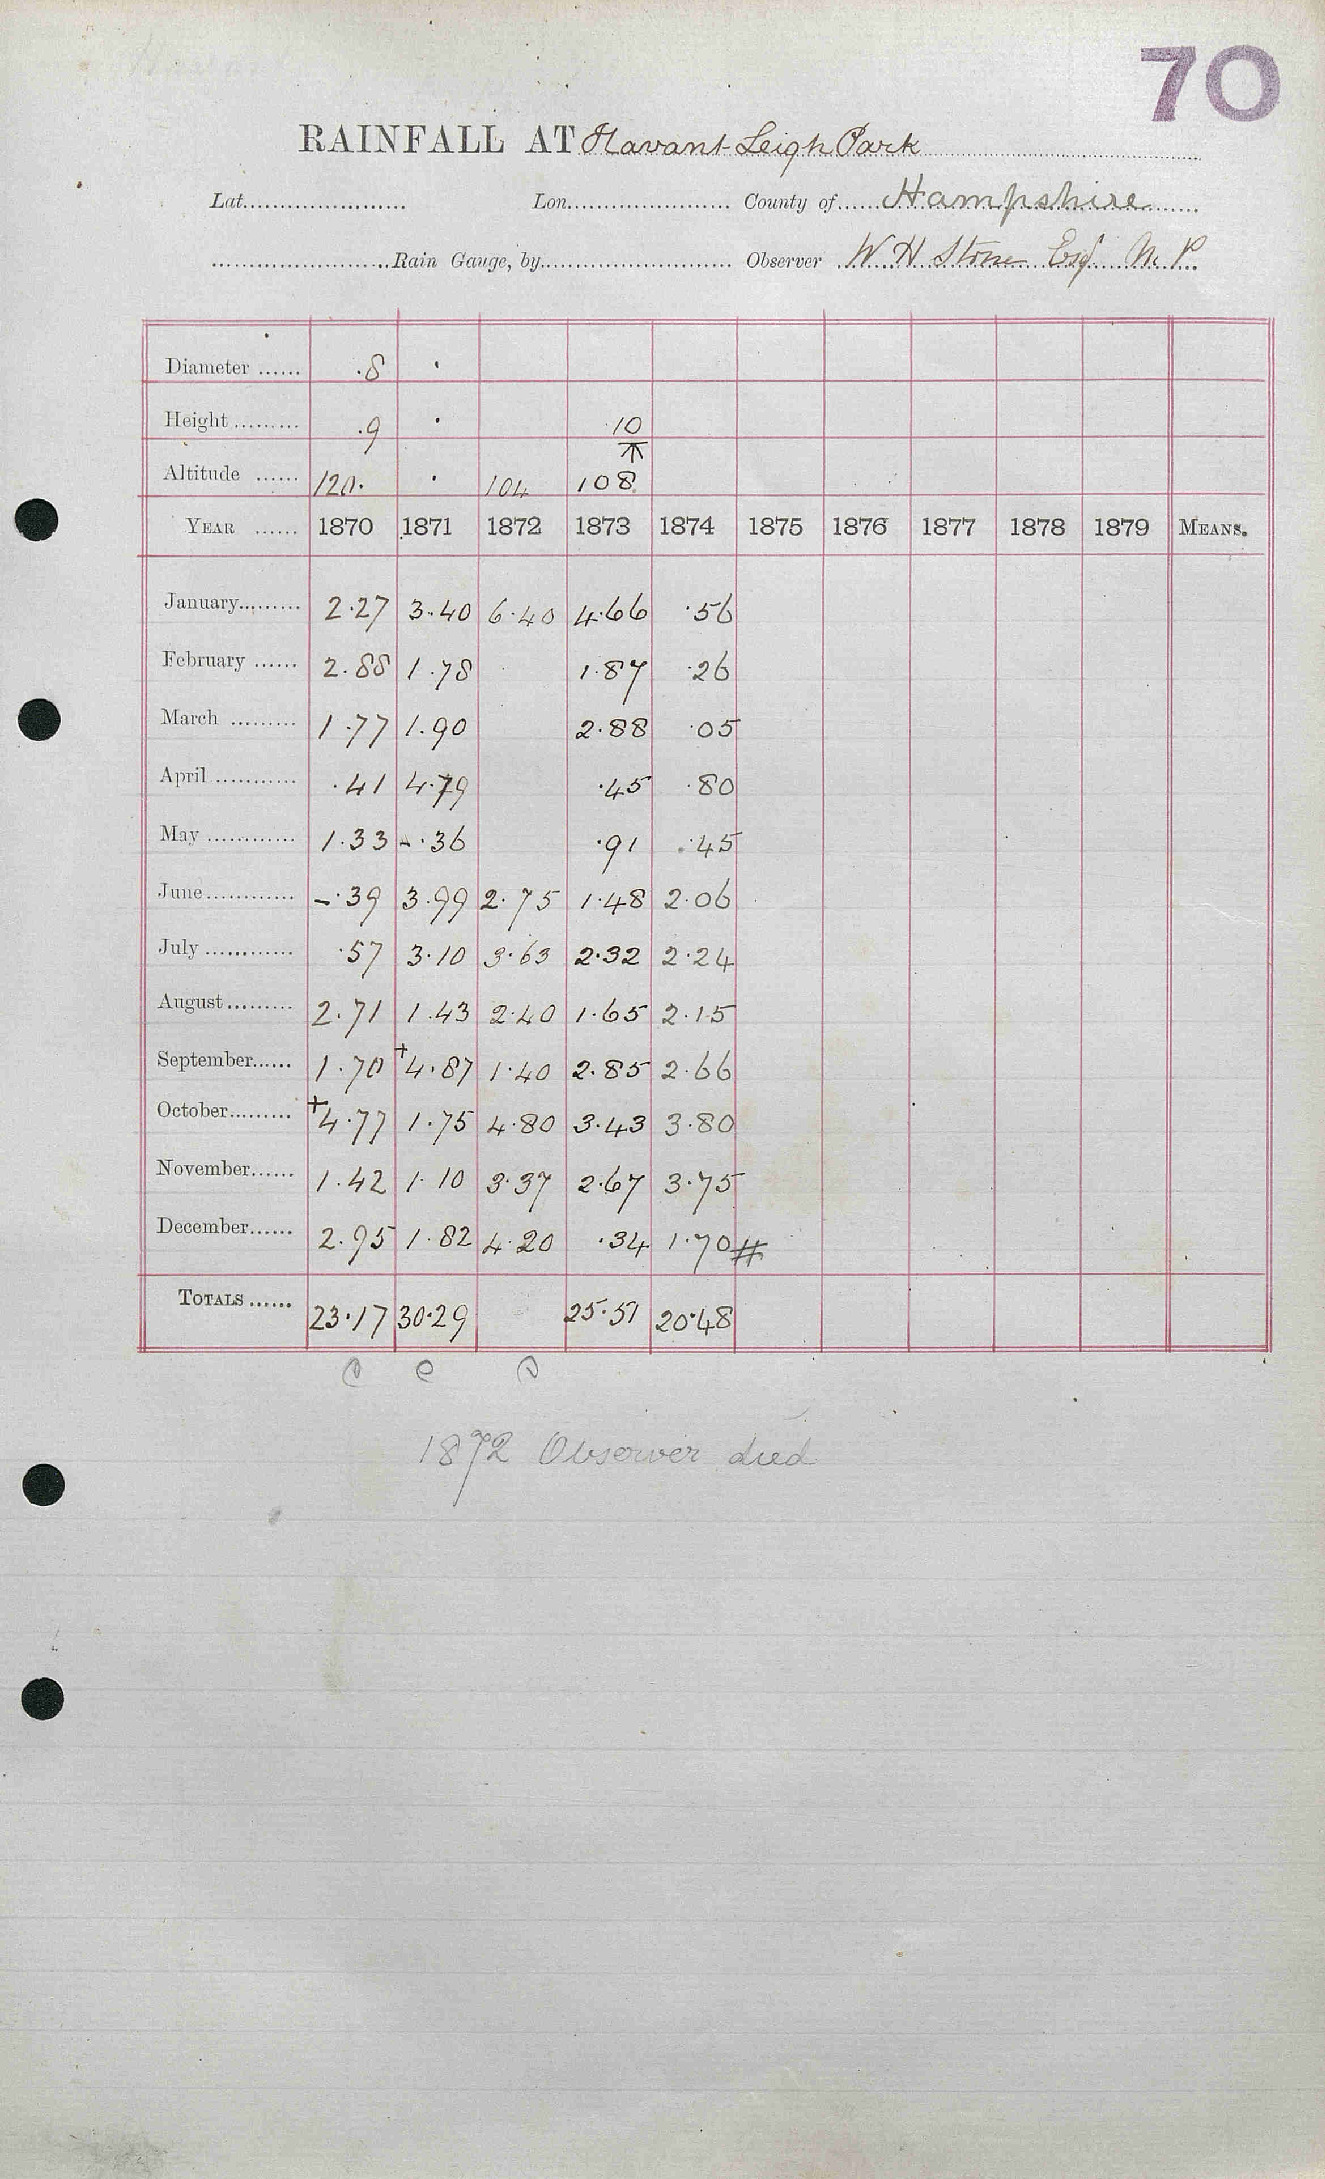 70
RAINFALL AT Havant Leigh Park
Lat. Lon. County of Hampshire
Rain Gauge, by Observer W H Stone Esq M.P.
Diameter .8
Height .9 10
Altitude 120. 104 108
YEAR 1870 1871 1872 1873 1874 1875 1876 1877 1878 1879 MEANS.
January 2.27 3.40 6.40 4.66 .56
February 2.88 1.78 1.87 .26
March 1.77 1.90 2.88 .05
April .41 4.79 .45 .80
May 1.33 -.36 .91 .45
June -.39 3.99 2.75 1.48 2.06
July .57 3.10 3.63 2.32 2.24
August 2.71 1.43 2.40 1.65 2.15
September 1.70 +4.87 1.40 2.85 2.66
October +4.77 1.75 4.80 3.43 3.80
November 1.42 1.10 3.37 2.67 3.75
December 2.95 1.82 4.20 .34 1.70 #
TOTALS 23.17 30.29 25.51 20.48
1872 Observer died